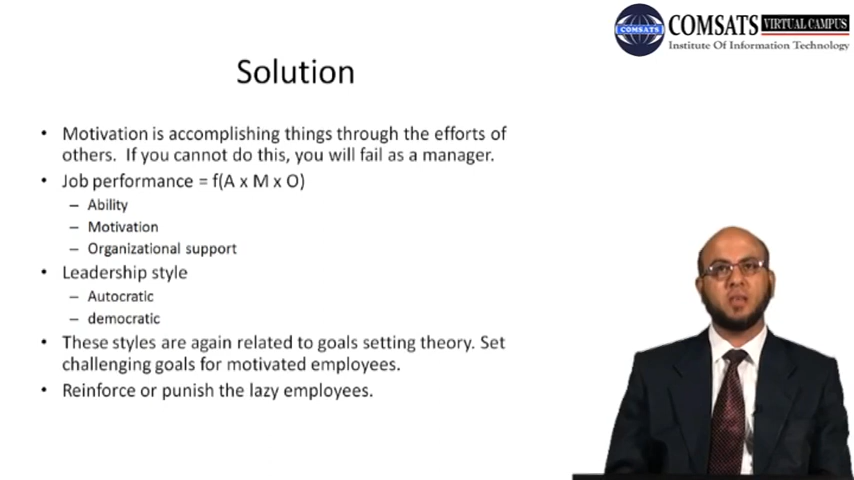 COMSATS VIRTUAL CAMPUS
COMSATS
Institute Of Information Technology
Solution
• Motivation is accomplishing things through the efforts of
others. If you cannot do this, you will fail as a manager.
• Job performance = f(A x M x O)
– Ability
– Motivation
– Organizational support
• Leadership style
– Autocratic
– democratic
• These styles are again related to goals setting theory. Set
challenging goals for motivated employees.
• Reinforce or punish the lazy employees.